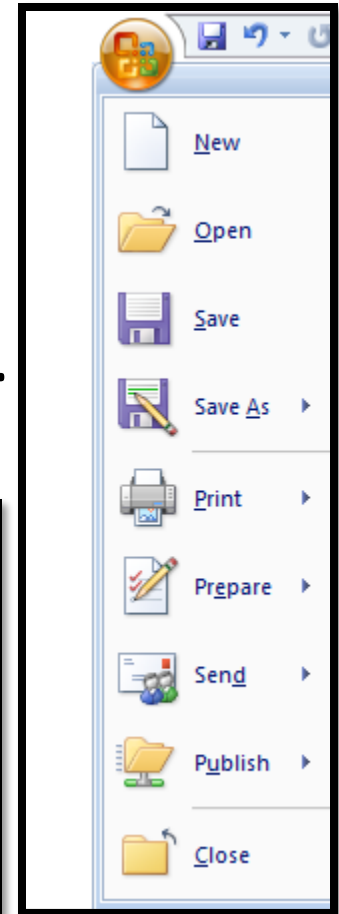 New
Open
Save
Save As
Print
Prepare
Send
Publish
Close